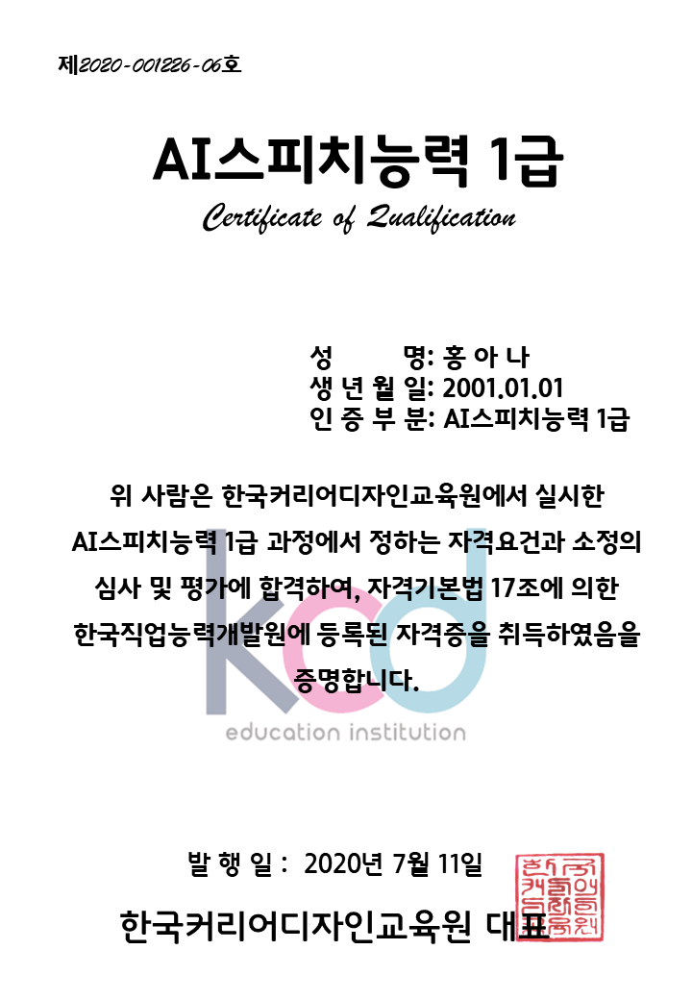 제2020-001226-06호
AI스피치능력 1급
Certificate of Qualification
성 명: 홍 아 나
생 년 월 일: 2001.01.01
인 증 부 분: AI스피치능력 1급
위 사람은 한국커리어디자인교육원에서 실시한
AI스피치능력 1급 과정에서 정하는 자격요건과 소정의
심사 및 평가에 합격하여, 자격기본법 17조에 의한
한국직업능력개발원에 등록된 자격증을 취득하였음을
증명합니다.
kcd
education institution
발 행 일 : 2020년 7월 11일
한국커리어디자인교육원 대표